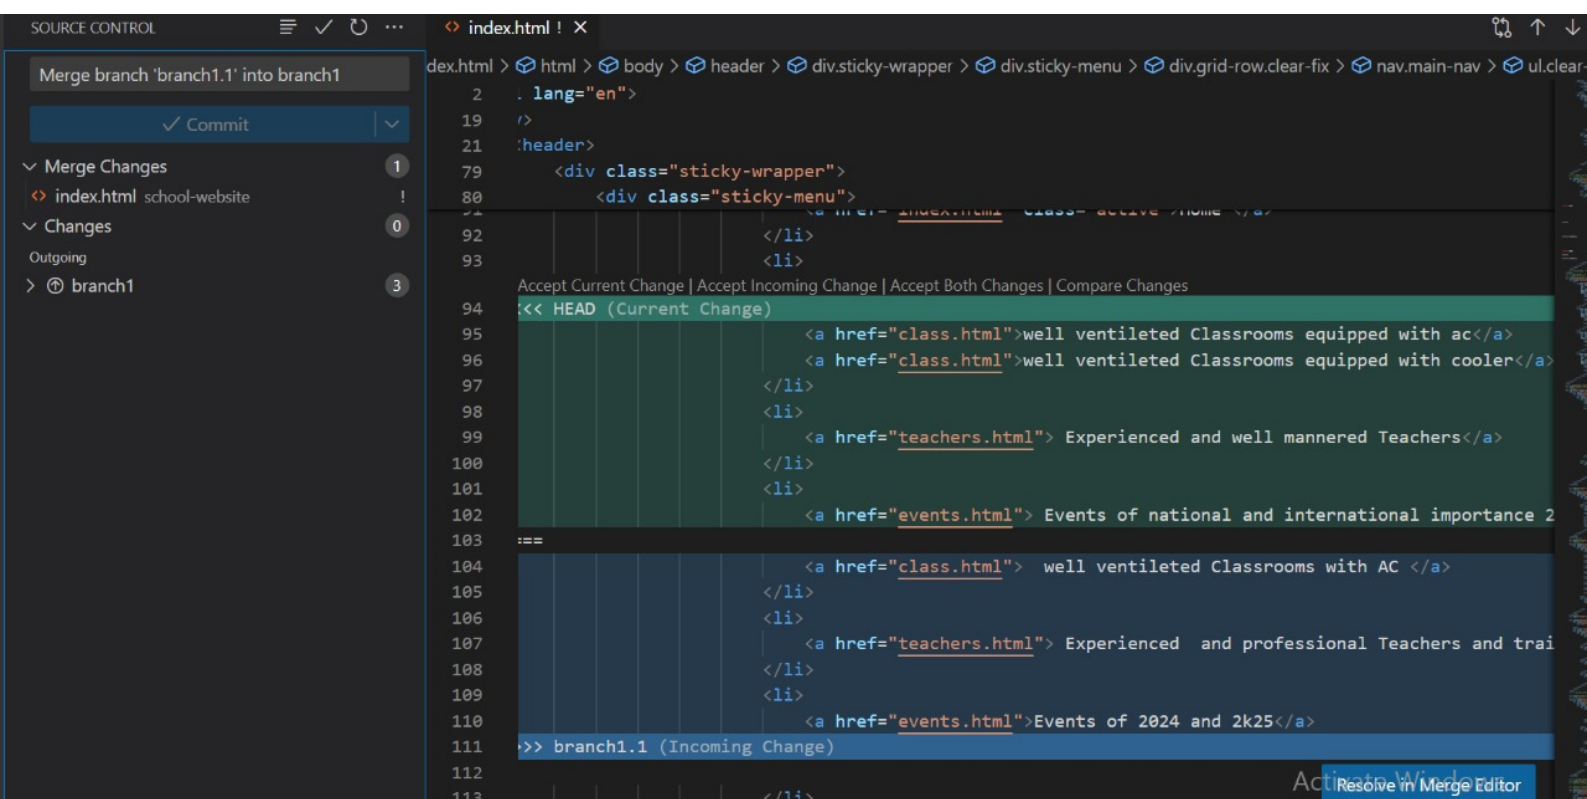 SOURCE CONTROL
Merge branch 'branch1.1' into branch1
Commit
Merge Changes 1
index.html school-website !
Changes 0
Outgoing
branch1 3
index.html !
dex.html > html > body > header > div.sticky-wrapper > div.sticky-menu > div.grid-row.clear-fix > nav.main-nav > ul.clear-
2 lang="en">
19 >
21 header>
79 <div class="sticky-wrapper">
80 <div class="sticky-menu">
index.html class= active >Home </a>
92 </li>
93 <li>
Accept Current Change | Accept Incoming Change | Accept Both Changes | Compare Changes
94 << HEAD (Current Change)
95 <a href="class.html">well ventileted Classrooms equipped with ac</a>
96 <a href="class.html">well ventileted Classrooms equipped with cooler</a>
97 </li>
98 <li>
99 <a href="teachers.html"> Experienced and well mannered Teachers</a>
100 </li>
101 <li>
102 <a href="events.html"> Events of national and international importance 2
103 ==
104 <a href="class.html">  well ventileted Classrooms with AC </a>
105 </li>
106 <li>
107 <a href="teachers.html"> Experienced  and professional Teachers and trai
108 </li>
109 <li>
110 <a href="events.html">Events of 2024 and 2k25</a>
111 >> branch1.1 (Incoming Change)
112
113 </li>
Activate Windows
Resolve in Merge Editor